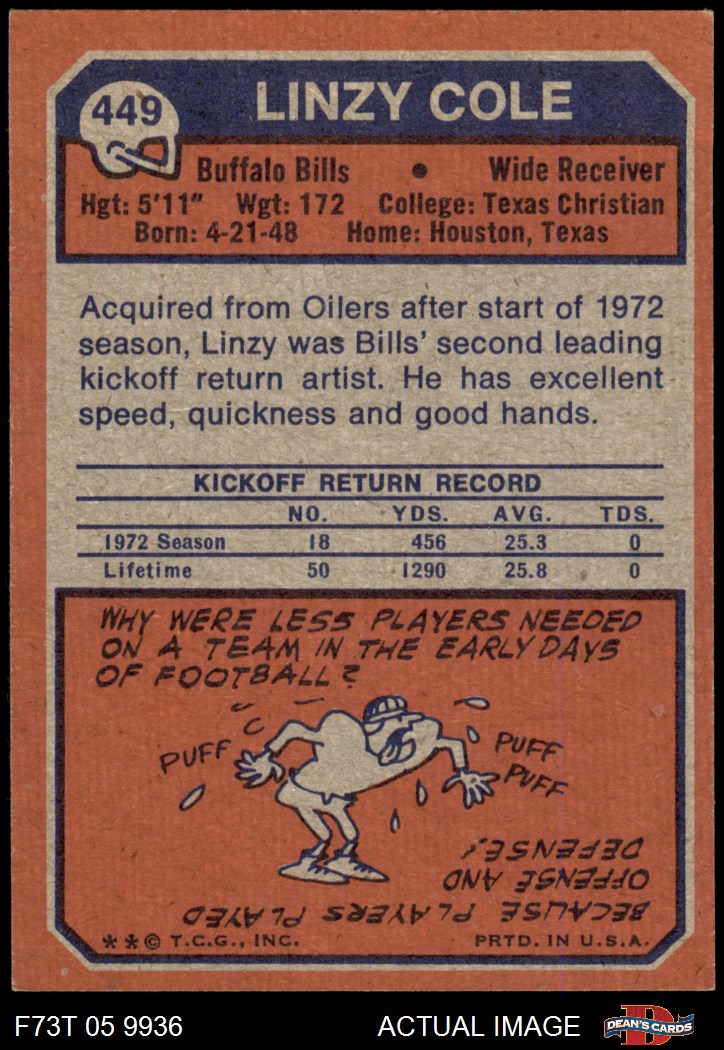 449
LINZY COLE
Buffalo Bills • Wide Receiver
Hgt: 5'11" Wgt: 172 College: Texas Christian
Born: 4-21-48 Home: Houston, Texas
Acquired from Oilers after start of 1972
season, Linzy was Bills' second leading
kickoff return artist. He has excellent
speed, quickness and good hands.
KICKOFF RETURN RECORD
NO. YDS. AVG. TDS.
1972 Season 18 456 25.3 0
Lifetime 50 1290 25.8 0
WHY WERE LESS PLAYERS NEEDED
ON A TEAM IN THE EARLY DAYS
OF FOOTBALL?
PUFF
PUFF
PUFF
BECAUSE PLAYERS PLAYED
OFFENSE AND
DEFENSE!
**© T.C.G., INC. PRTD. IN U.S.A.
F73T 05 9936 ACTUAL IMAGE
D
DEAN'S CARDS